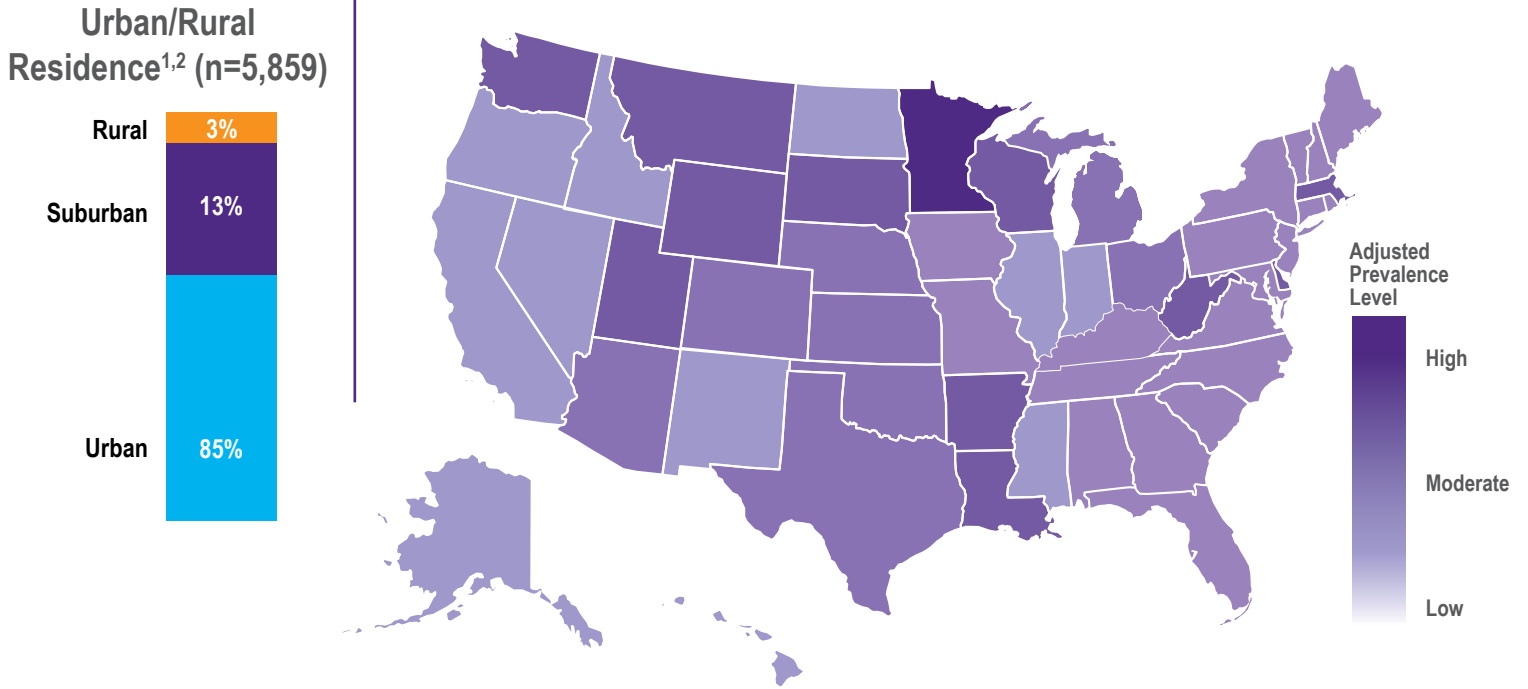 Urban/Rural
Residence¹,² (n=5,859)
Rural
3%
Suburban
13%
Urban
85%
Adjusted
Prevalence
Level
High
Moderate
Low